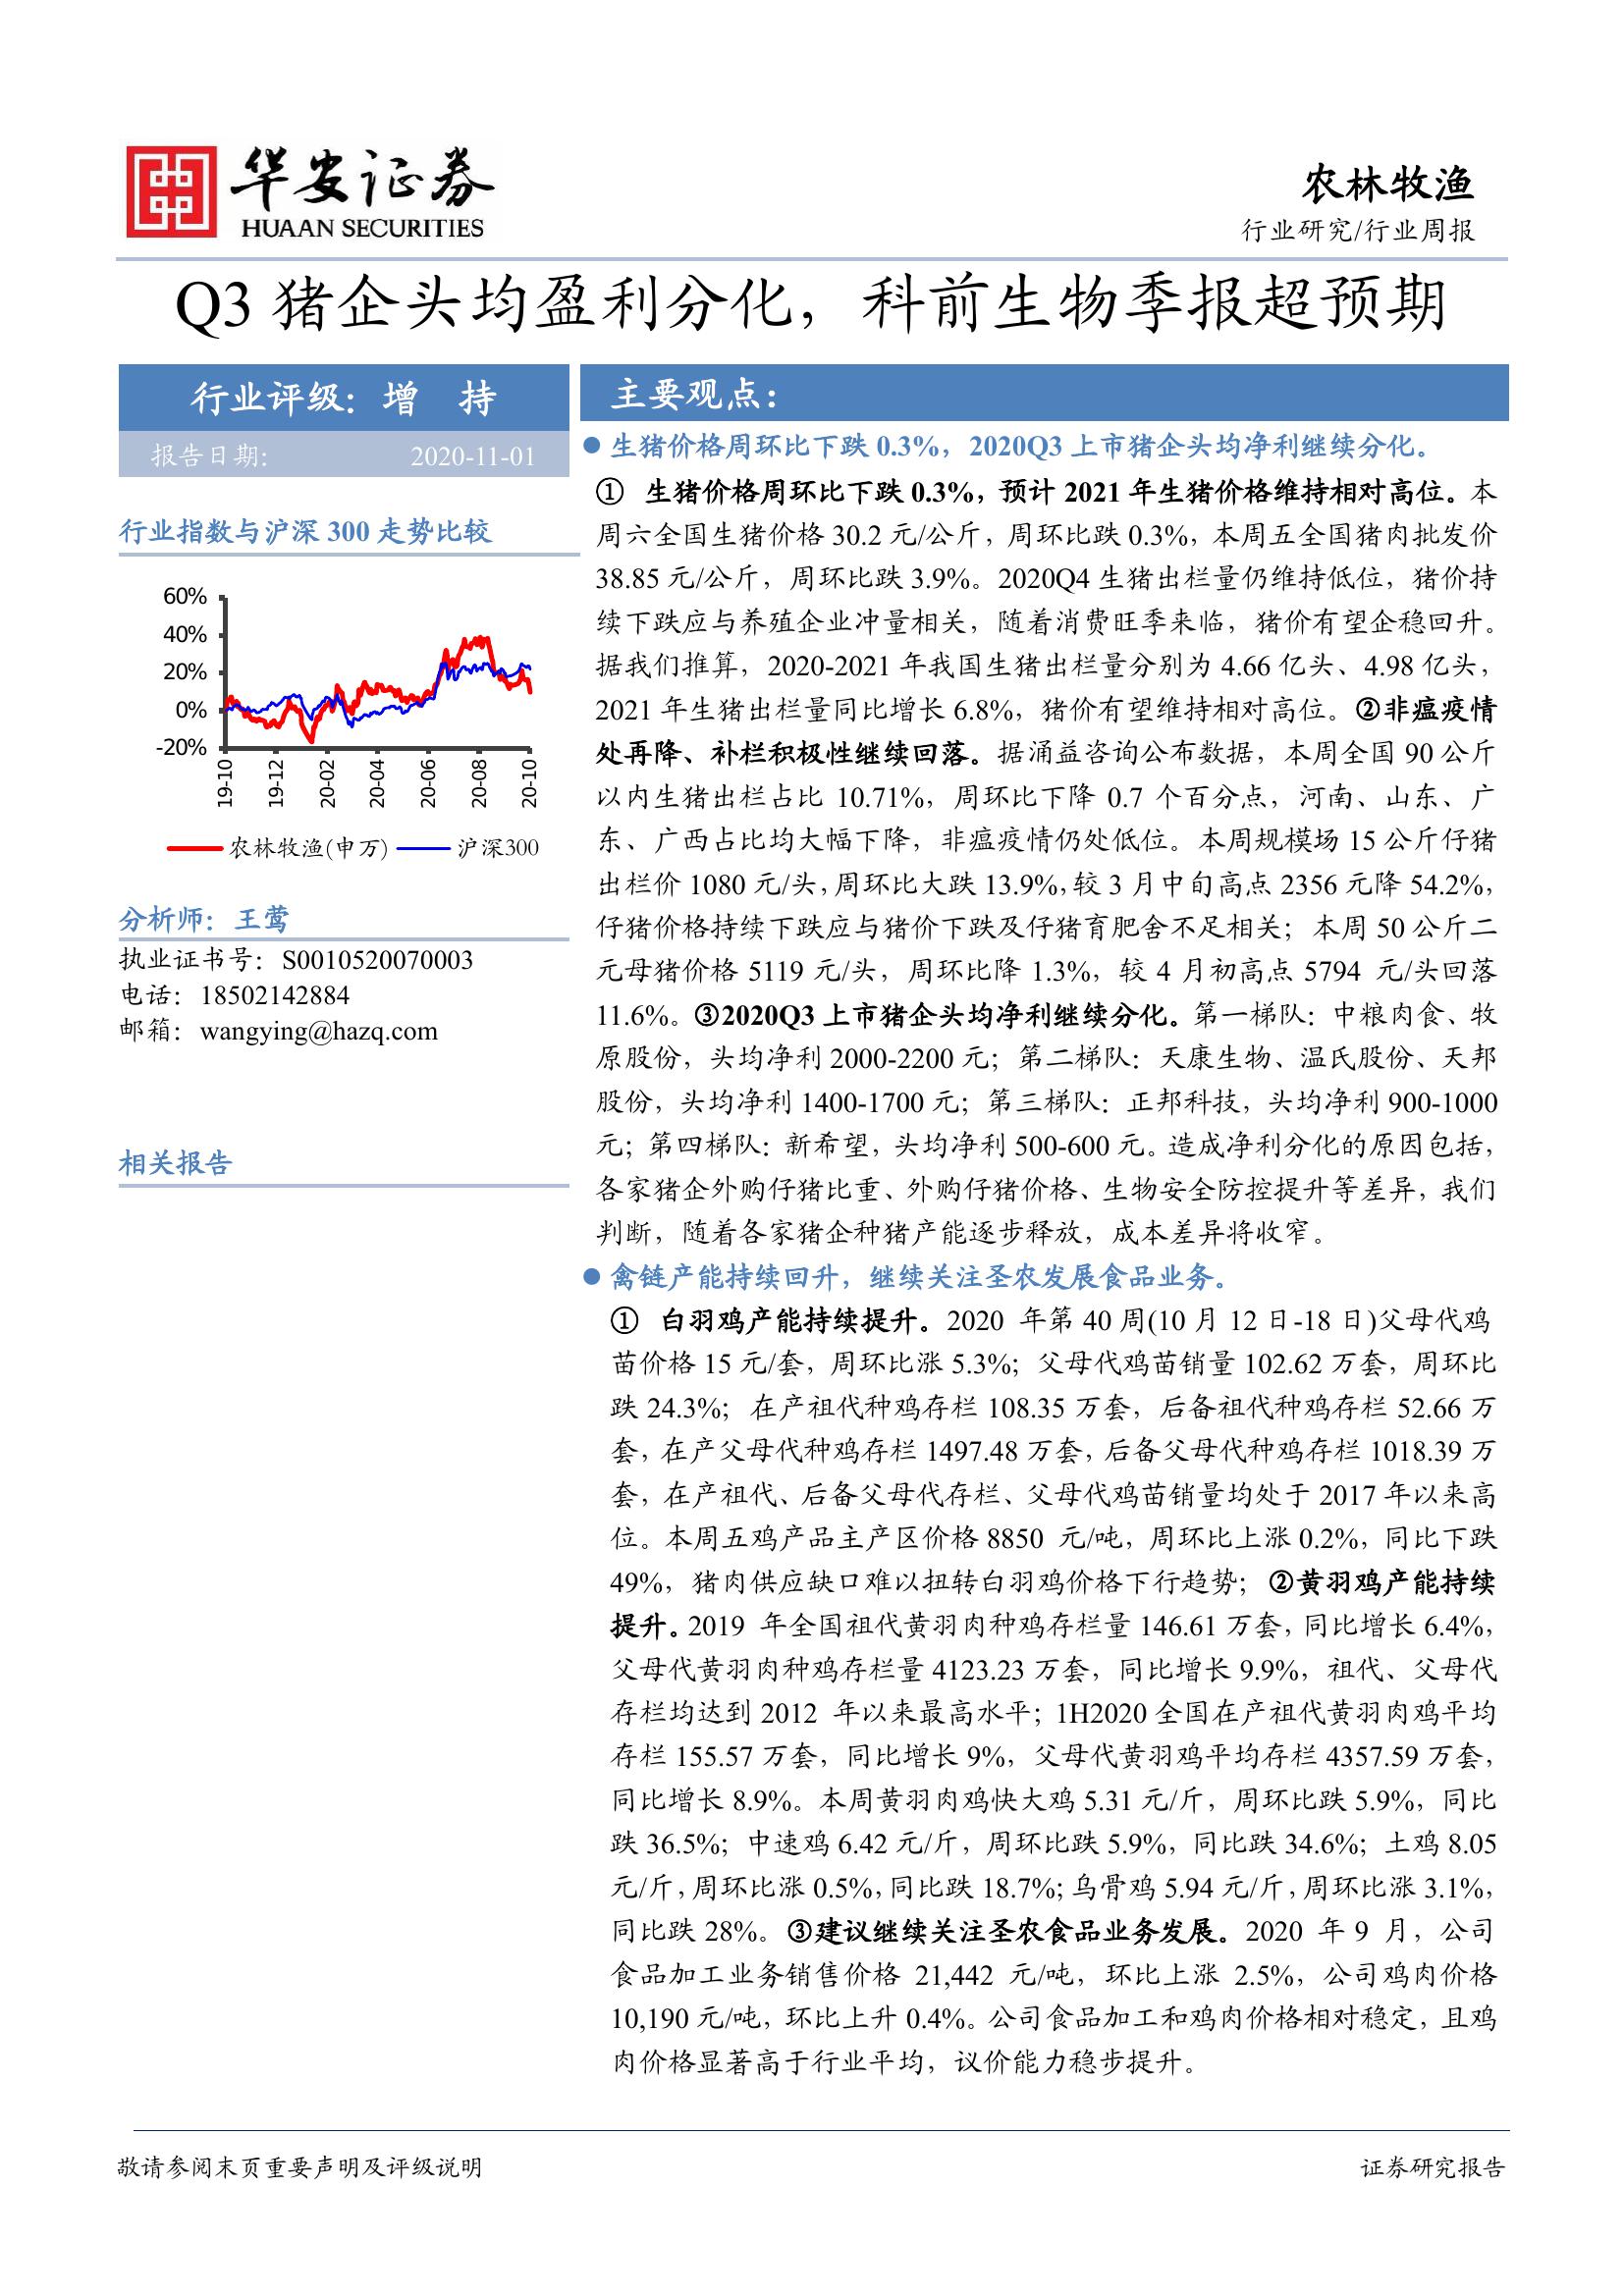 华安证券
HUAAN SECURITIES
农林牧渔
行业研究/行业周报
Q3 猪企头均盈利分化，科前生物季报超预期
行业评级：增 持
报告日期: 2020-11-01
行业指数与沪深 300 走势比较
60%
40%
20%
0%
-20%
19-10
19-12
20-02
20-04
20-06
20-08
20-10
农林牧渔(申万) 沪深300
分析师：王莺
执业证书号：S0010520070003
电话：18502142884
邮箱：wangying@hazq.com
相关报告
主要观点：
● 生猪价格周环比下跌 0.3%，2020Q3 上市猪企头均净利继续分化。
① 生猪价格周环比下跌 0.3%，预计 2021 年生猪价格维持相对高位。本
周六全国生猪价格 30.2 元/公斤，周环比跌 0.3%，本周五全国猪肉批发价
38.85 元/公斤，周环比跌 3.9%。2020Q4 生猪出栏量仍维持低位，猪价持
续下跌应与养殖企业冲量相关，随着消费旺季来临，猪价有望企稳回升。
据我们推算，2020-2021 年我国生猪出栏量分别为 4.66 亿头、4.98 亿头，
2021 年生猪出栏量同比增长 6.8%，猪价有望维持相对高位。②非瘟疫情
处再降、补栏积极性继续回落。据涌益咨询公布数据，本周全国 90 公斤
以内生猪出栏占比 10.71%，周环比下降 0.7 个百分点，河南、山东、广
东、广西占比均大幅下降，非瘟疫情仍处低位。本周规模场 15 公斤仔猪
出栏价 1080 元/头，周环比大跌 13.9%，较 3 月中旬高点 2356 元降 54.2%，
仔猪价格持续下跌应与猪价下跌及仔猪育肥舍不足相关；本周 50 公斤二
元母猪价格 5119 元/头，周环比降 1.3%，较 4 月初高点 5794 元/头回落
11.6%。③2020Q3 上市猪企头均净利继续分化。第一梯队：中粮肉食、牧
原股份，头均净利 2000-2200 元；第二梯队：天康生物、温氏股份、天邦
股份，头均净利 1400-1700 元；第三梯队：正邦科技，头均净利 900-1000
元；第四梯队：新希望，头均净利 500-600 元。造成净利分化的原因包括，
各家猪企外购仔猪比重、外购仔猪价格、生物安全防控提升等差异，我们
判断，随着各家猪企种猪产能逐步释放，成本差异将收窄。
● 禽链产能持续回升，继续关注圣农发展食品业务。
① 白羽鸡产能持续提升。2020 年第 40 周(10 月 12 日-18 日)父母代鸡
苗价格 15 元/套，周环比涨 5.3%；父母代鸡苗销量 102.62 万套，周环比
跌 24.3%；在产祖代种鸡存栏 108.35 万套，后备祖代种鸡存栏 52.66 万
套，在产父母代种鸡存栏 1497.48 万套，后备父母代种鸡存栏 1018.39 万
套，在产祖代、后备父母代存栏、父母代鸡苗销量均处于 2017 年以来高
位。本周五鸡产品主产区价格 8850 元/吨，周环比上涨 0.2%，同比下跌
49%，猪肉供应缺口难以扭转白羽鸡价格下行趋势；②黄羽鸡产能持续
提升。2019 年全国祖代黄羽肉种鸡存栏量 146.61 万套，同比增长 6.4%，
父母代黄羽肉种鸡存栏量 4123.23 万套，同比增长 9.9%，祖代、父母代
存栏均达到 2012 年以来最高水平；1H2020 全国在产祖代黄羽肉鸡平均
存栏 155.57 万套，同比增长 9%，父母代黄羽鸡平均存栏 4357.59 万套，
同比增长 8.9%。本周黄羽肉鸡快大鸡 5.31 元/斤，周环比跌 5.9%，同比
跌 36.5%；中速鸡 6.42 元/斤，周环比跌 5.9%，同比跌 34.6%；土鸡 8.05
元/斤，周环比涨 0.5%，同比跌 18.7%；乌骨鸡 5.94 元/斤，周环比涨 3.1%，
同比跌 28%。③建议继续关注圣农食品业务发展。2020 年 9 月，公司
食品加工业务销售价格 21,442 元/吨，环比上涨 2.5%，公司鸡肉价格
10,190 元/吨，环比上升 0.4%。公司食品加工和鸡肉价格相对稳定，且鸡
肉价格显著高于行业平均，议价能力稳步提升。
敬请参阅末页重要声明及评级说明
证券研究报告